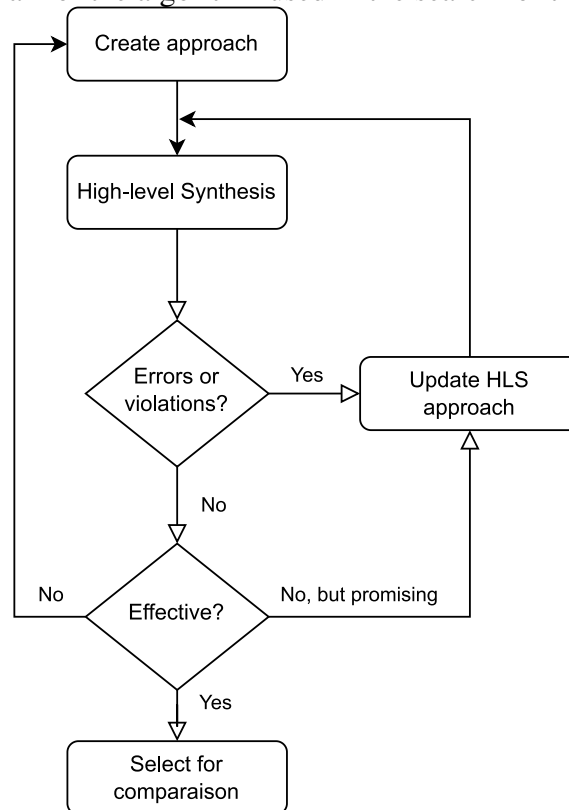 Create approach
High-level Synthesis
Errors or
violations?
Yes
Update HLS
approach
No
No
Effective?
No, but promising
Yes
Select for
comparaison